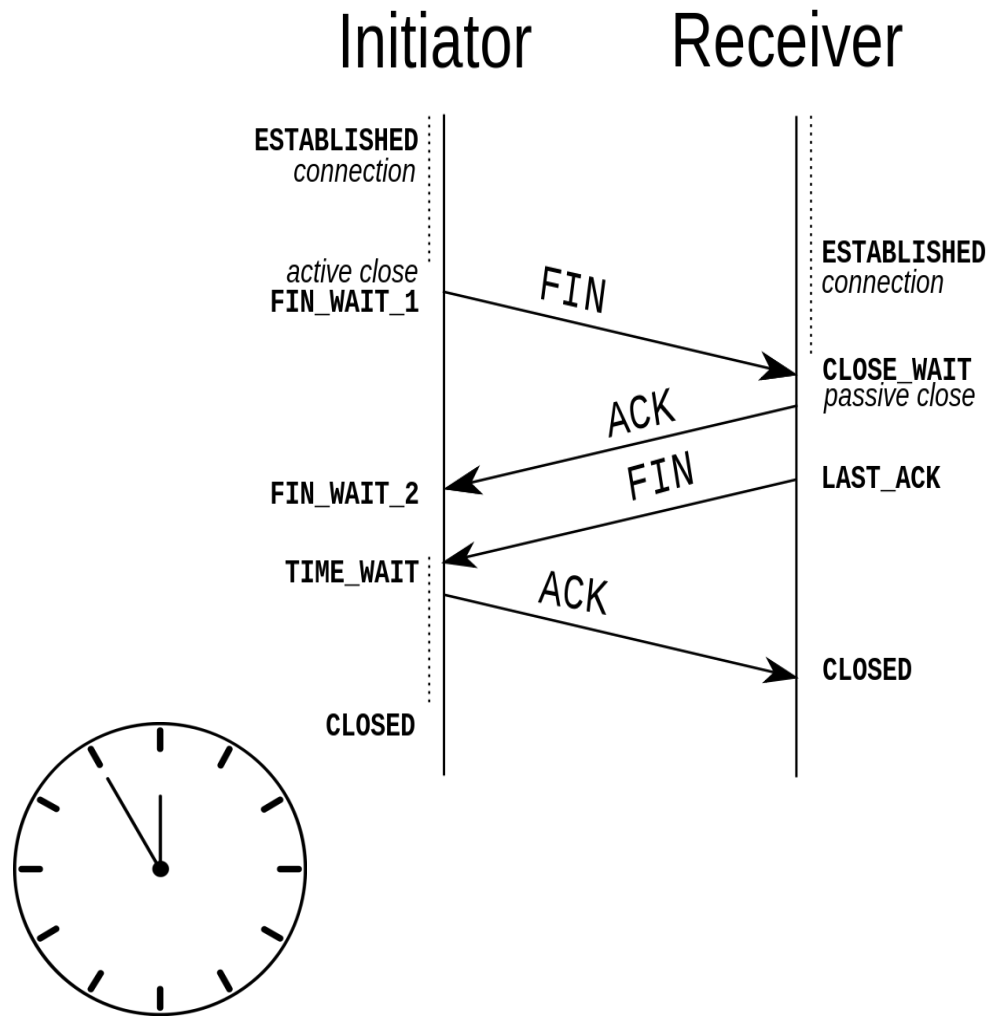 Initiator
Receiver
ESTABLISHED
connection
ESTABLISHED
connection
active close
FIN_WAIT_1
FIN
CLOSE_WAIT
passive close
ACK
FIN
LAST_ACK
FIN_WAIT_2
TIME_WAIT
ACK
CLOSED
CLOSED